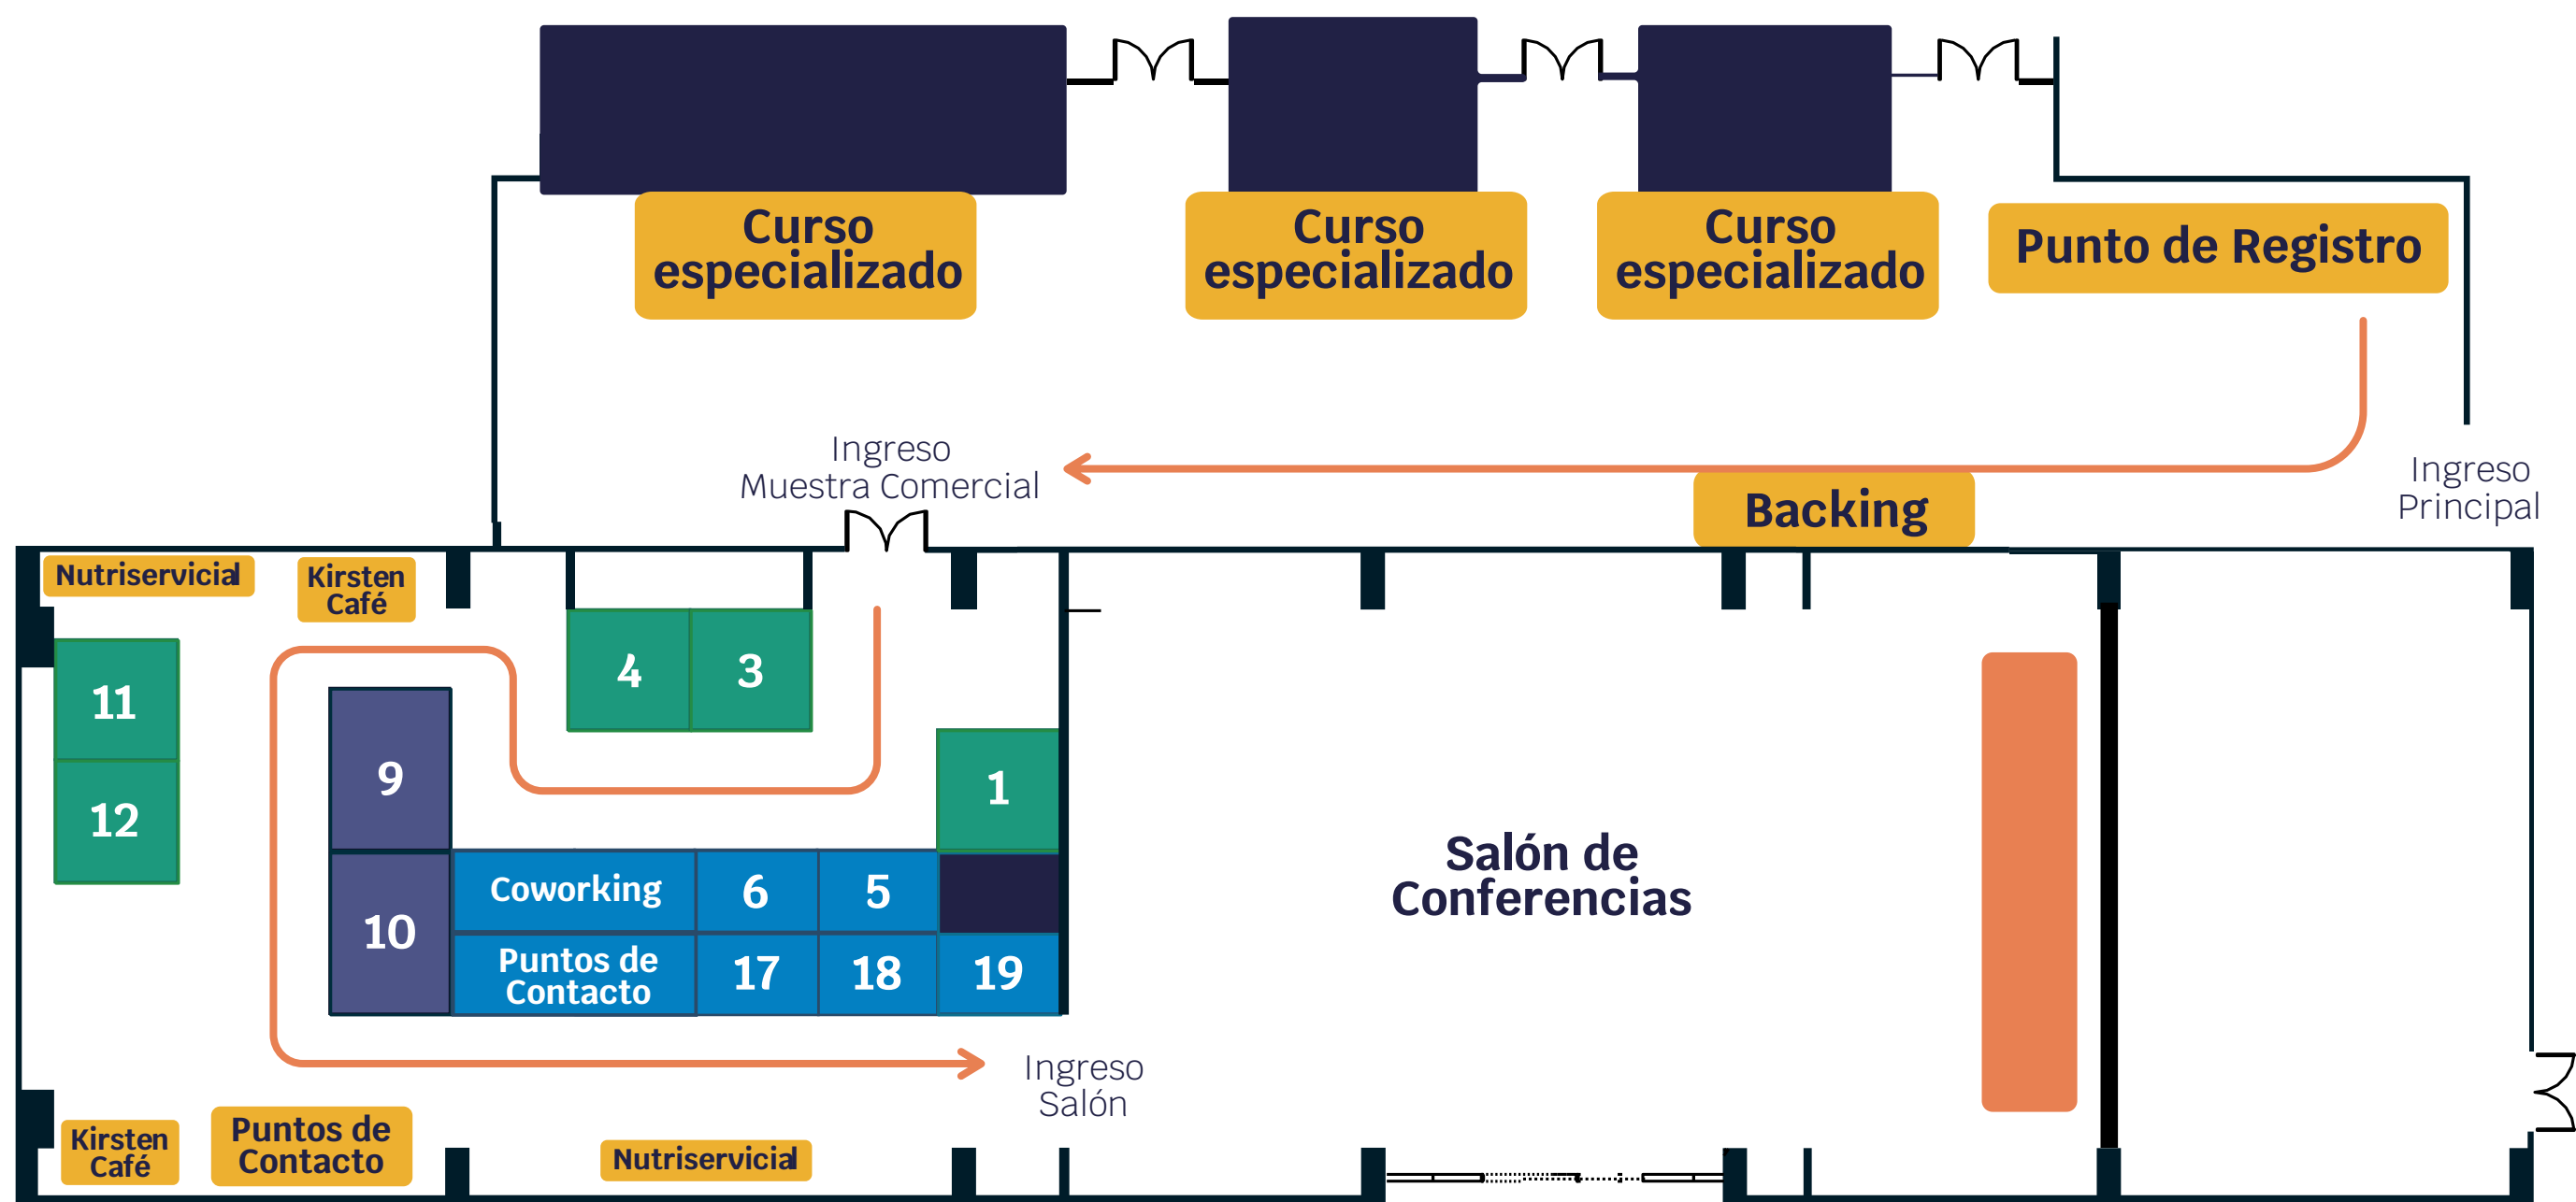 Curso
especializado
Curso
especializado
Curso
especializado
Punto de Registro
Ingreso
Muestra Comercial
Backing
Ingreso
Principal
Nutriservicial
Kirsten
Café
4
3
11
12
9
10
1
Coworking
6
5
Puntos de
Contacto
17
18
19
Salón de
Conferencias
Ingreso
Salón
Kirsten
Café
Puntos de
Contacto
Nutriservicial